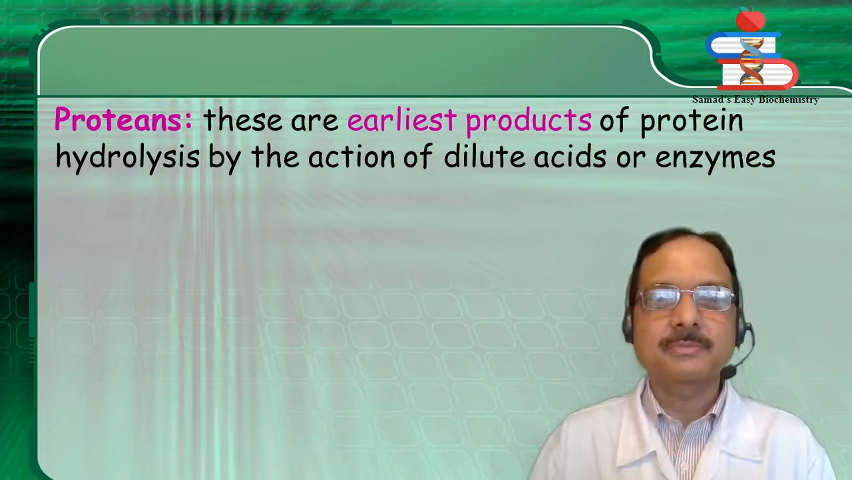 Samad's Easy Biochemistry
Proteans: these are earliest products of protein
hydrolysis by the action of dilute acids or enzymes